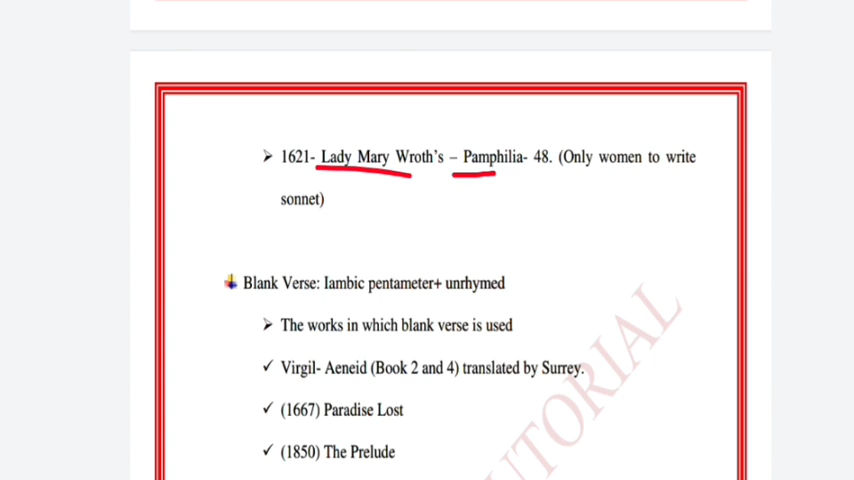 1621- Lady Mary Wroth's – Pamphilia- 48. (Only women to write
sonnet)
Blank Verse: Iambic pentameter+ unrhymed
The works in which blank verse is used
Virgil- Aeneid (Book 2 and 4) translated by Surrey.
(1667) Paradise Lost
(1850) The Prelude
UTORIAL